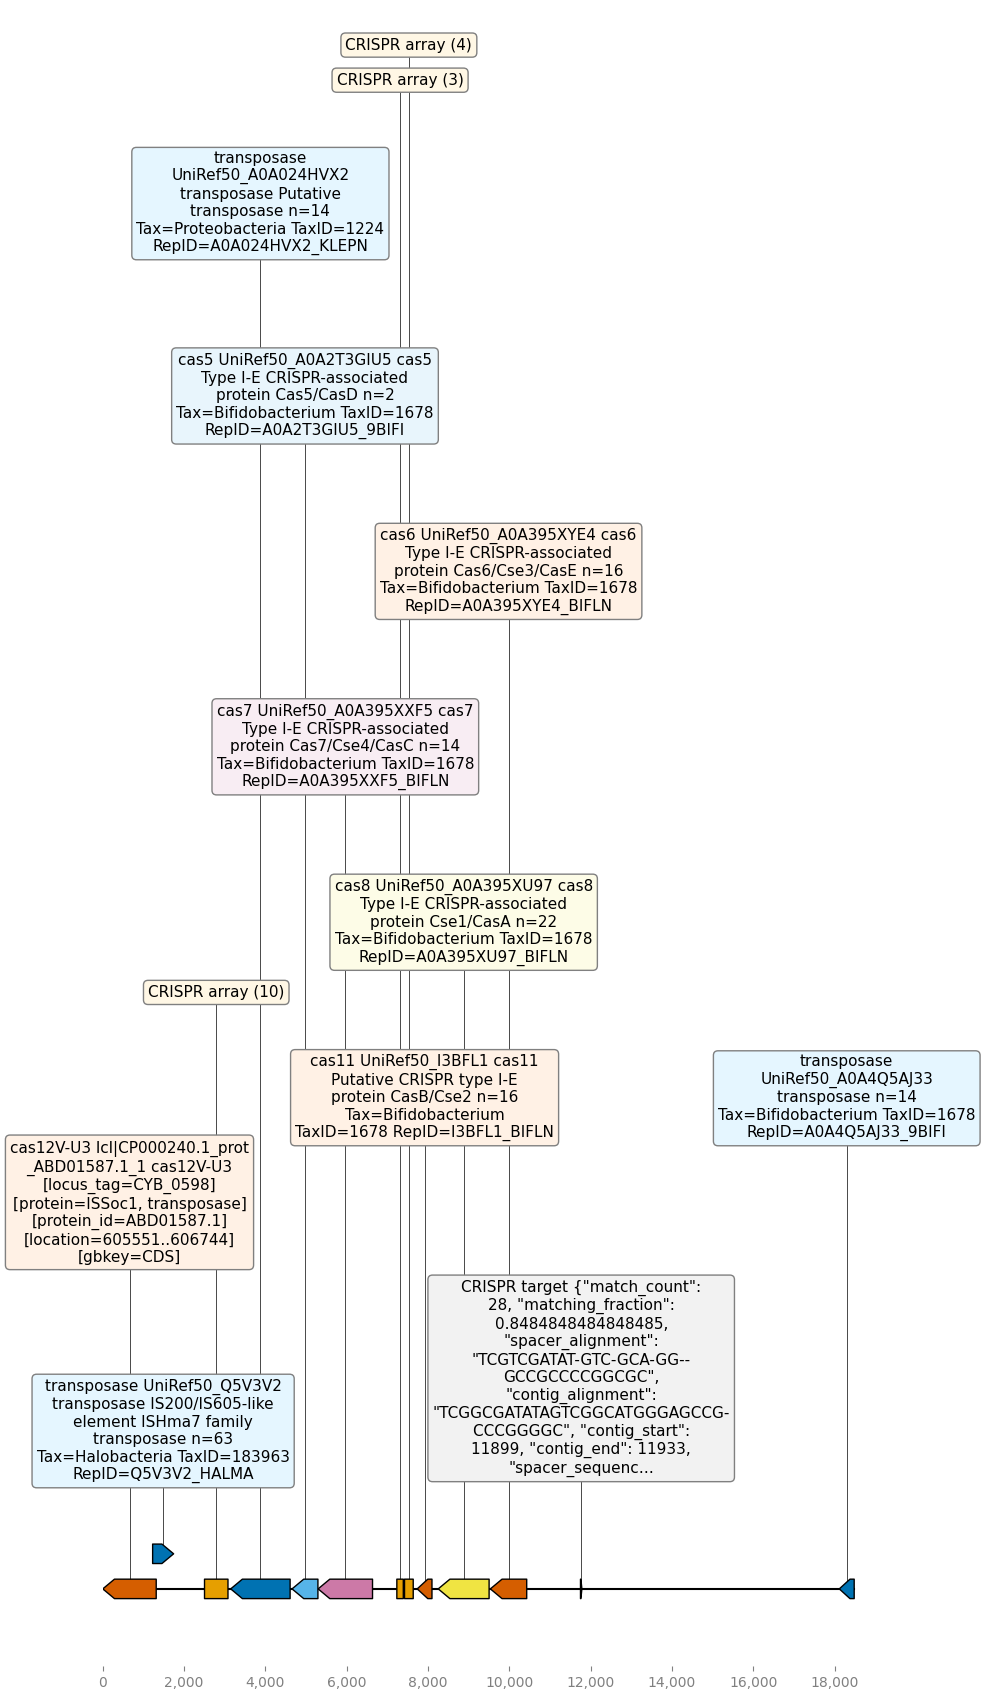 CRISPR array (4)
CRISPR array (3)
transposase
UniRef50_A0A024HVX2
transposase Putative
transposase n=14
Tax=Proteobacteria TaxID=1224
RepID=A0A024HVX2_KLEPN
cas5 UniRef50_A0A2T3GIU5 cas5
Type I-E CRISPR-associated
protein Cas5/CasD n=2
Tax=Bifidobacterium TaxID=1678
RepID=A0A2T3GIU5_9BIFI
cas6 UniRef50_A0A395XYE4 cas6
Type I-E CRISPR-associated
protein Cas6/Cse3/CasE n=16
Tax=Bifidobacterium TaxID=1678
RepID=A0A395XYE4_BIFLN
cas7 UniRef50_A0A395XXF5 cas7
Type I-E CRISPR-associated
protein Cas7/Cse4/CasC n=14
Tax=Bifidobacterium TaxID=1678
RepID=A0A395XXF5_BIFLN
cas8 UniRef50_A0A395XU97 cas8
Type I-E CRISPR-associated
protein Cse1/CasA n=22
Tax=Bifidobacterium TaxID=1678
RepID=A0A395XU97_BIFLN
CRISPR array (10)
cas11 UniRef50_I3BFL1 cas11
Putative CRISPR type I-E
protein CasB/Cse2 n=16
Tax=Bifidobacterium
TaxID=1678 RepID=I3BFL1_BIFLN
transposase
UniRef50_A0A4Q5AJ33
transposase n=14
Tax=Bifidobacterium TaxID=1678
RepID=A0A4Q5AJ33_9BIFI
cas12V-U3 lcl|CP000240.1_prot
_ABD01587.1_1 cas12V-U3
[locus_tag=CYB_0598]
[protein=ISSoc1, transposase]
[protein_id=ABD01587.1]
[location=605551..606744]
[gbkey=CDS]
CRISPR target {"match_count":
28, "matching_fraction":
0.8484848484848485,
"spacer_alignment":
"TCGTCGATAT-GTC-GCA-GG--
GCCGCCCCGGCGC",
"contig_alignment":
"TCGGCGATATAGTCGGCATGGGAGCCG-
CCCGGGGC", "contig_start":
11899, "contig_end": 11933,
"spacer_sequenc...
transposase UniRef50_Q5V3V2
transposase IS200/IS605-like
element ISHma7 family
transposase n=63
Tax=Halobacteria TaxID=183963
RepID=Q5V3V2_HALMA
0
2,000
4,000
6,000
8,000
10,000
12,000
14,000
16,000
18,000